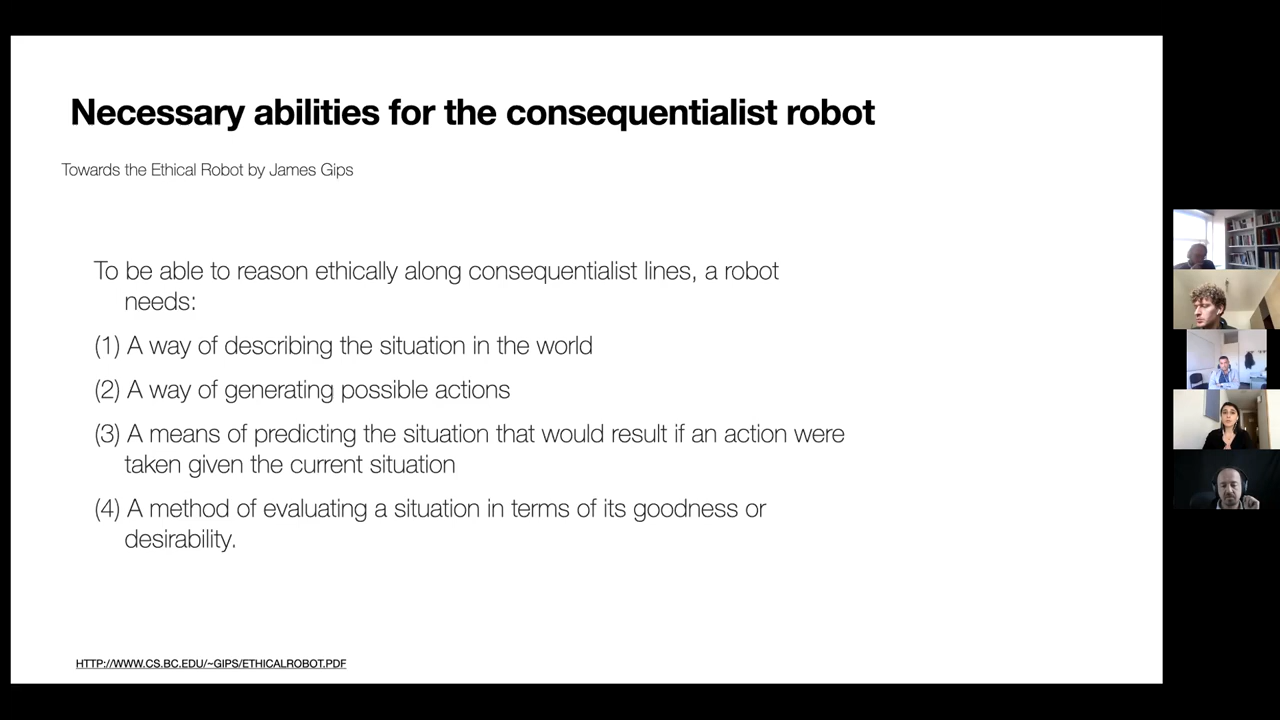 Necessary abilities for the consequentialist robot
Towards the Ethical Robot by James Gips
To be able to reason ethically along consequentialist lines, a robot
needs:
(1) A way of describing the situation in the world
(2) A way of generating possible actions
(3) A means of predicting the situation that would result if an action were
taken given the current situation
(4) A method of evaluating a situation in terms of its goodness or
desirability.
HTTP://WWW.CS.BC.EDU/~GIPS/ETHICALROBOT.PDF